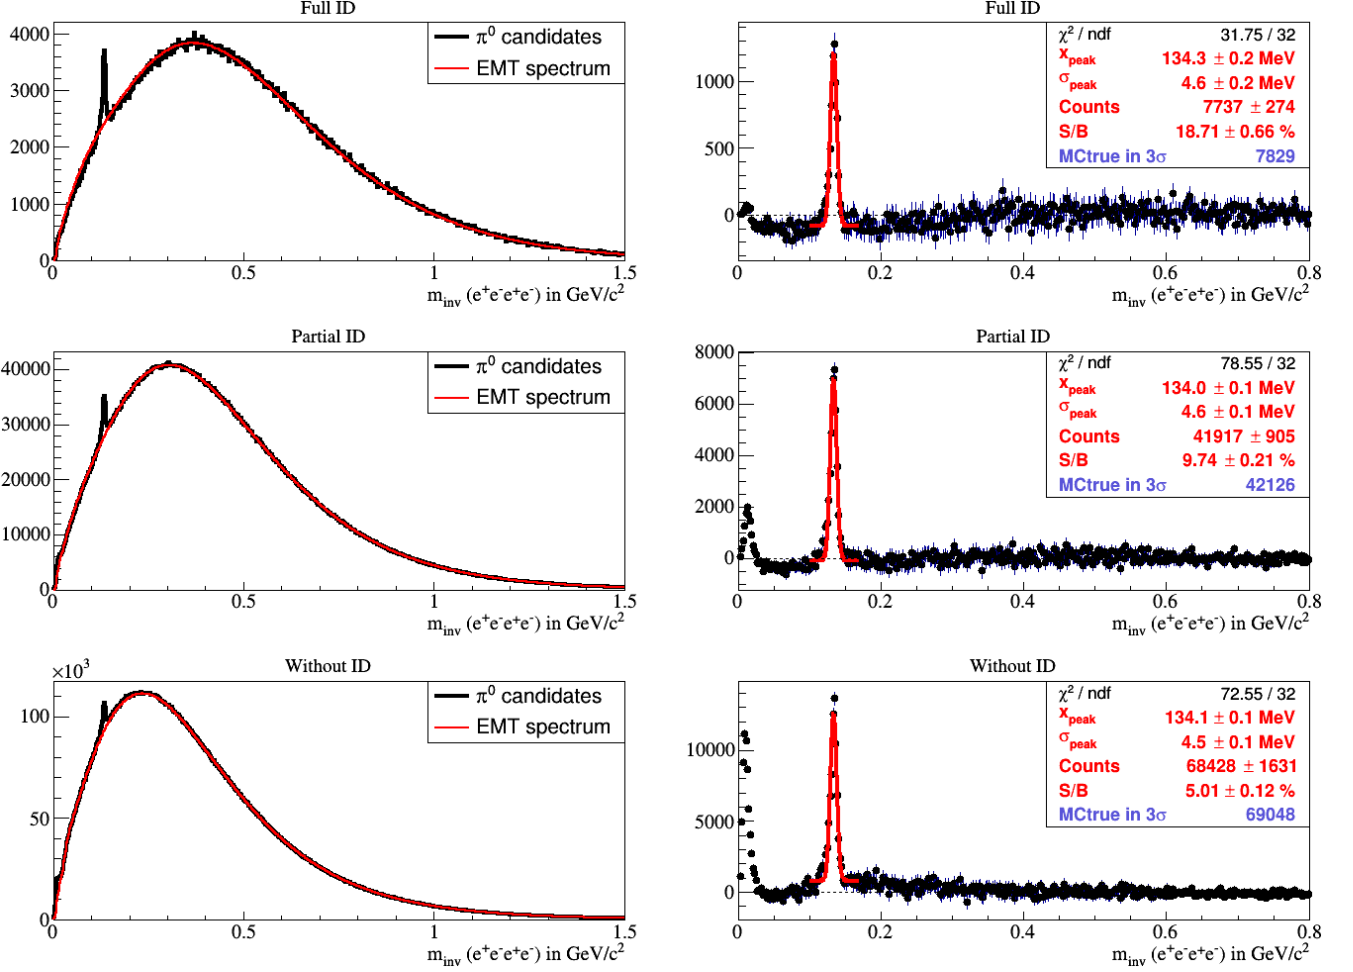 Full ID
4000
3000
2000
1000
0
π⁰ candidates
EMT spectrum
0 0.5 1 1.5
m_inv (e⁺e⁻e⁺e⁻) in GeV/c²
Full ID
1000
500
0
χ² / ndf 31.75 / 32
x_peak 134.3 ± 0.2 MeV
σ_peak 4.6 ± 0.2 MeV
Counts 7737 ± 274
S/B 18.71 ± 0.66 %
MCtrue in 3σ 7829
0 0.2 0.4 0.6 0.8
m_inv (e⁺e⁻e⁺e⁻) in GeV/c²
Partial ID
40000
30000
20000
10000
0
π⁰ candidates
EMT spectrum
0 0.5 1 1.5
m_inv (e⁺e⁻e⁺e⁻) in GeV/c²
Partial ID
8000
6000
4000
2000
0
χ² / ndf 78.55 / 32
x_peak 134.0 ± 0.1 MeV
σ_peak 4.6 ± 0.1 MeV
Counts 41917 ± 905
S/B 9.74 ± 0.21 %
MCtrue in 3σ 42126
0 0.2 0.4 0.6 0.8
m_inv (e⁺e⁻e⁺e⁻) in GeV/c²
Without ID
×10³
100
50
0
π⁰ candidates
EMT spectrum
0 0.5 1 1.5
m_inv (e⁺e⁻e⁺e⁻) in GeV/c²
Without ID
10000
5000
0
χ² / ndf 72.55 / 32
x_peak 134.1 ± 0.1 MeV
σ_peak 4.5 ± 0.1 MeV
Counts 68428 ± 1631
S/B 5.01 ± 0.12 %
MCtrue in 3σ 69048
0 0.2 0.4 0.6 0.8
m_inv (e⁺e⁻e⁺e⁻) in GeV/c²